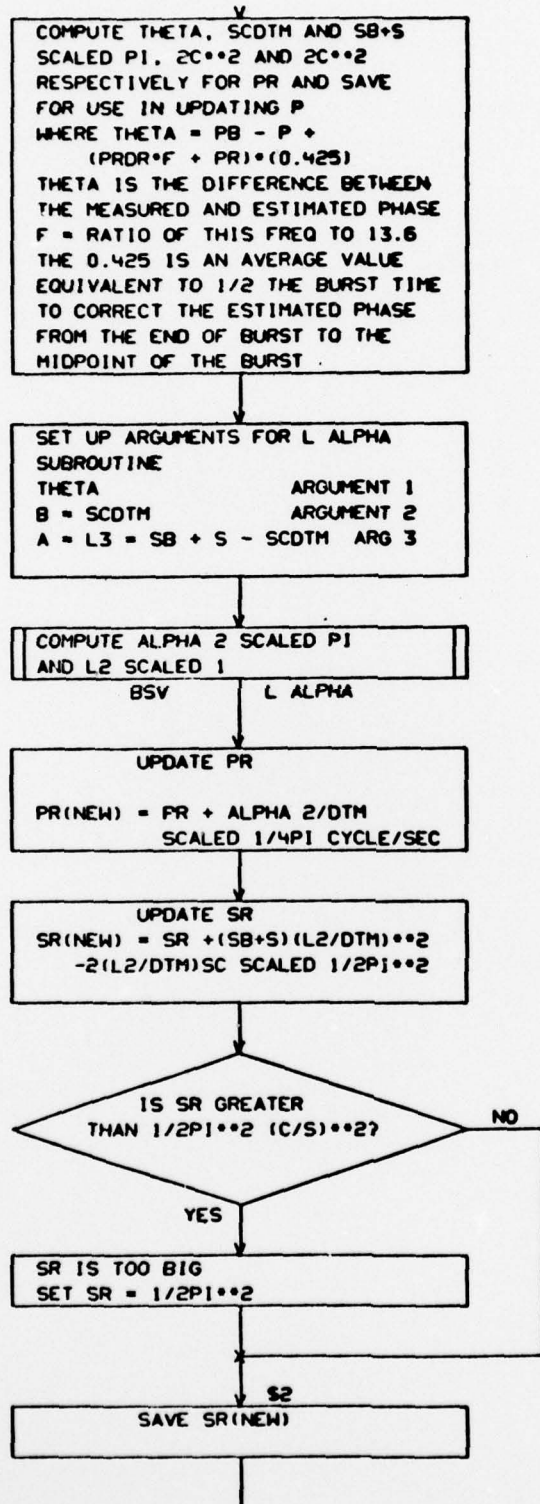 COMPUTE THETA, SCDTM AND SB+S
SCALED PI, 2C**2 AND 2C**2
RESPECTIVELY FOR PR AND SAVE
FOR USE IN UPDATING P
WHERE THETA = PB - P +
(PRDR*F + PR)*(0.425)
THETA IS THE DIFFERENCE BETWEEN
THE MEASURED AND ESTIMATED PHASE
F = RATIO OF THIS FREQ TO 13.6
THE 0.425 IS AN AVERAGE VALUE
EQUIVALENT TO 1/2 THE BURST TIME
TO CORRECT THE ESTIMATED PHASE
FROM THE END OF BURST TO THE
MIDPOINT OF THE BURST
SET UP ARGUMENTS FOR L ALPHA
SUBROUTINE
THETA ARGUMENT 1
B = SCDTM ARGUMENT 2
A = L3 = SB + S - SCDTM ARG 3
COMPUTE ALPHA 2 SCALED PI
AND L2 SCALED 1
BSV L ALPHA
UPDATE PR
PR(NEW) = PR + ALPHA 2/DTM
SCALED 1/4PI CYCLE/SEC
UPDATE SR
SR(NEW) = SR +(SB+S)(L2/DTM)**2
-2(L2/DTM)SC SCALED 1/2PI**2
IS SR GREATER
THAN 1/2PI**2 (C/S)**2?
NO
YES
SR IS TOO BIG
SET SR = 1/2PI**2
S2
SAVE SR(NEW)